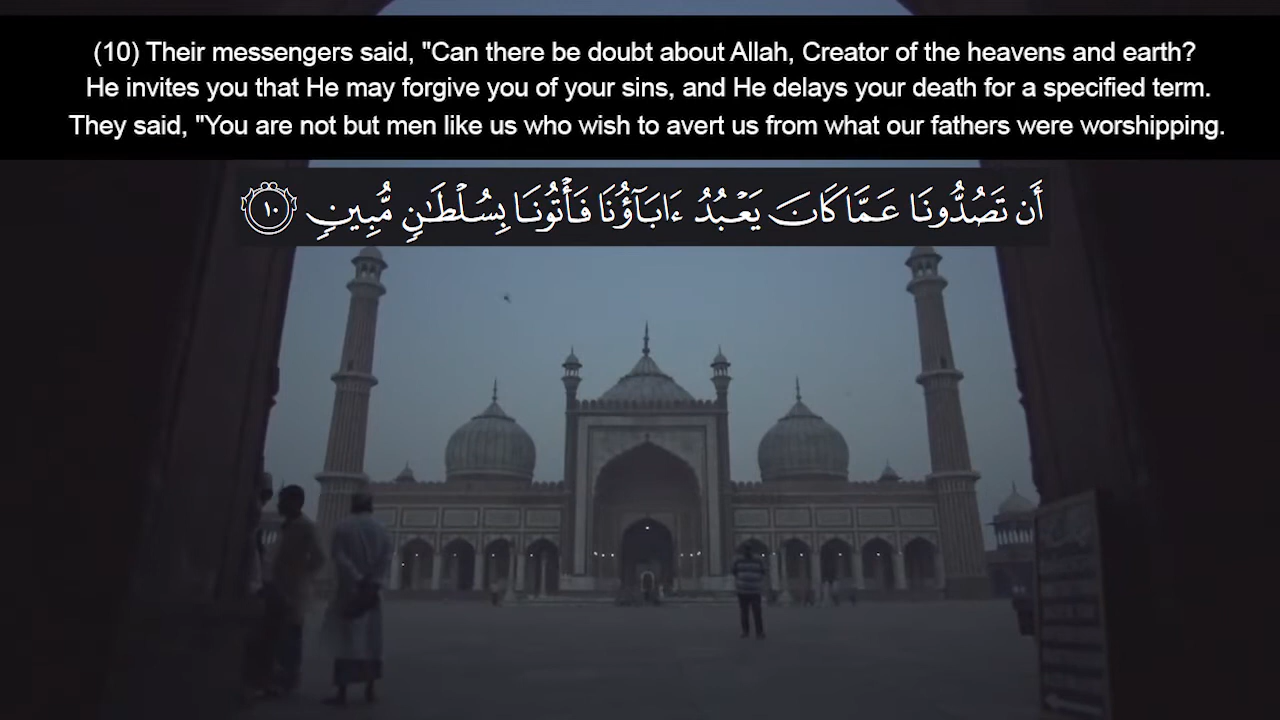 (10) Their messengers said, "Can there be doubt about Allah, Creator of the heavens and earth?
He invites you that He may forgive you of your sins, and He delays your death for a specified term.
They said, "You are not but men like us who wish to avert us from what our fathers were worshipping.
أَن تَصُدُّونَا عَمَّا كَانَ يَعْبُدُ ءَابَآؤُنَا فَأْتُونَا بِسُلْطَٰنٍ مُّبِينٍ ١٠